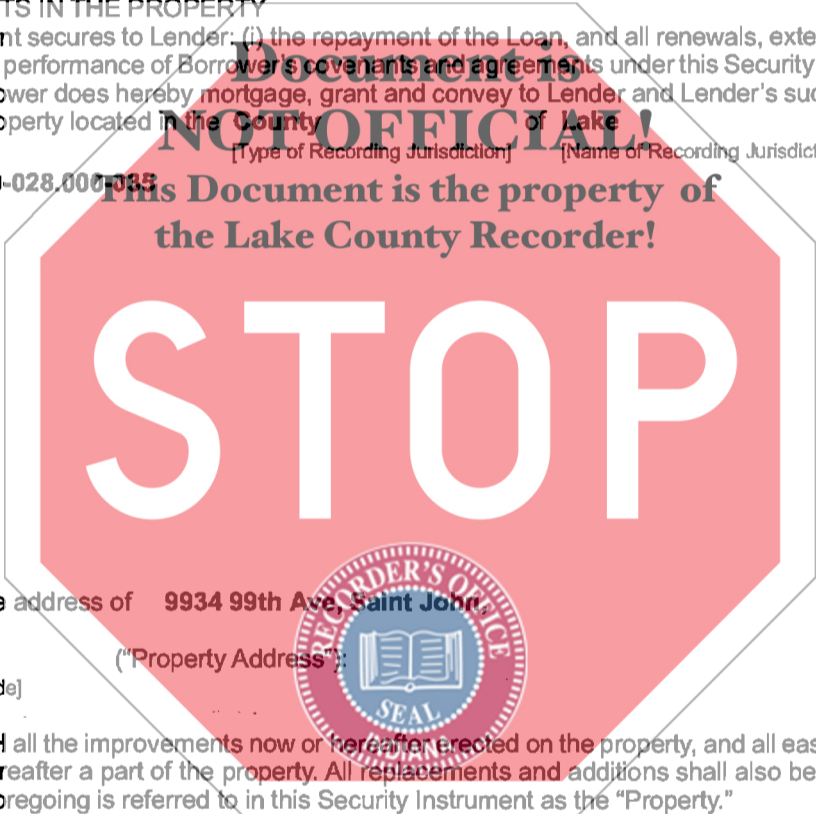 TS IN THE PROPERTY
nt secures to Lender: (i) the repayment of the Loan, and all renewals, exte
performance of Borrower's covenants and agreements under this Security
ower does hereby mortgage, grant and convey to Lender and Lender's suc
operty located in the County of Lake
[Type of Recording Jurisdiction] [Name of Recording Jurisdict
-028.000-035
Document is
NOT OFFICIAL!
This Document is the property of
the Lake County Recorder!
STOP
e address of 9934 99th Ave, Saint John,
("Property Address"):
de]
RECORDER'S OFFICE
SEAL
INDIANA
d all the improvements now or hereafter erected on the property, and all eas
reafter a part of the property. All replacements and additions shall also be
oregoing is referred to in this Security Instrument as the "Property."